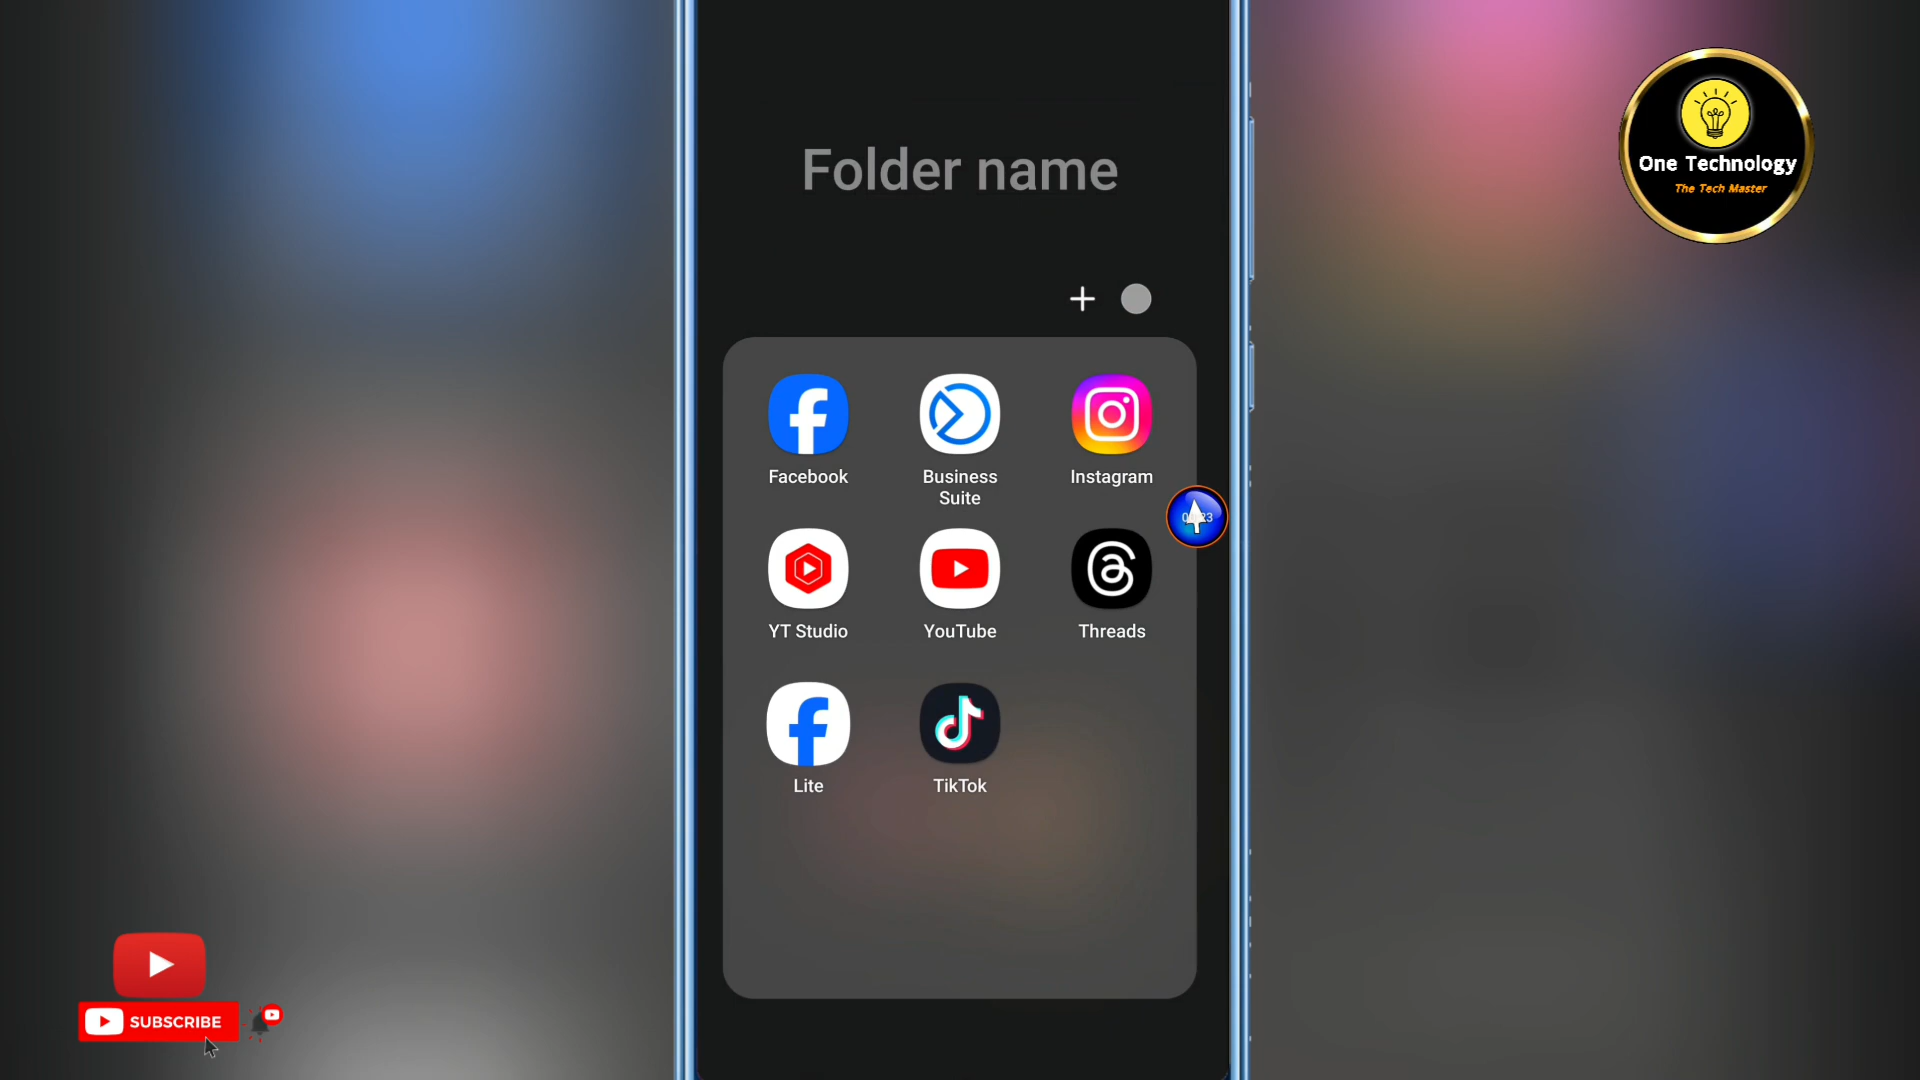 Folder name
One Technology
The Tech Master
Facebook
Business
Suite
Instagram
YT Studio
YouTube
Threads
Lite
TikTok
SUBSCRIBE